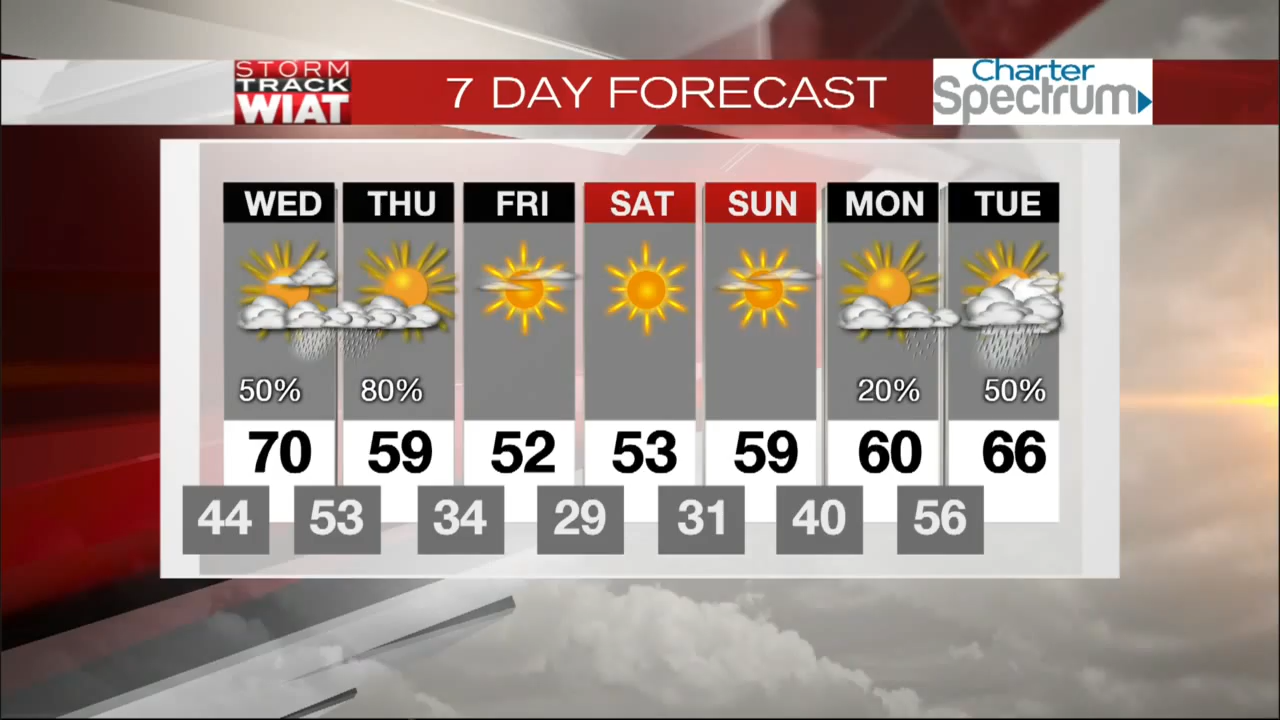 STORM
TRACK
WIAT
7 DAY FORECAST
Charter
Spectrum
WED THU FRI SAT SUN MON TUE
50% 80% 20% 50%
70 59 52 53 59 60 66
44 53 34 29 31 40 56